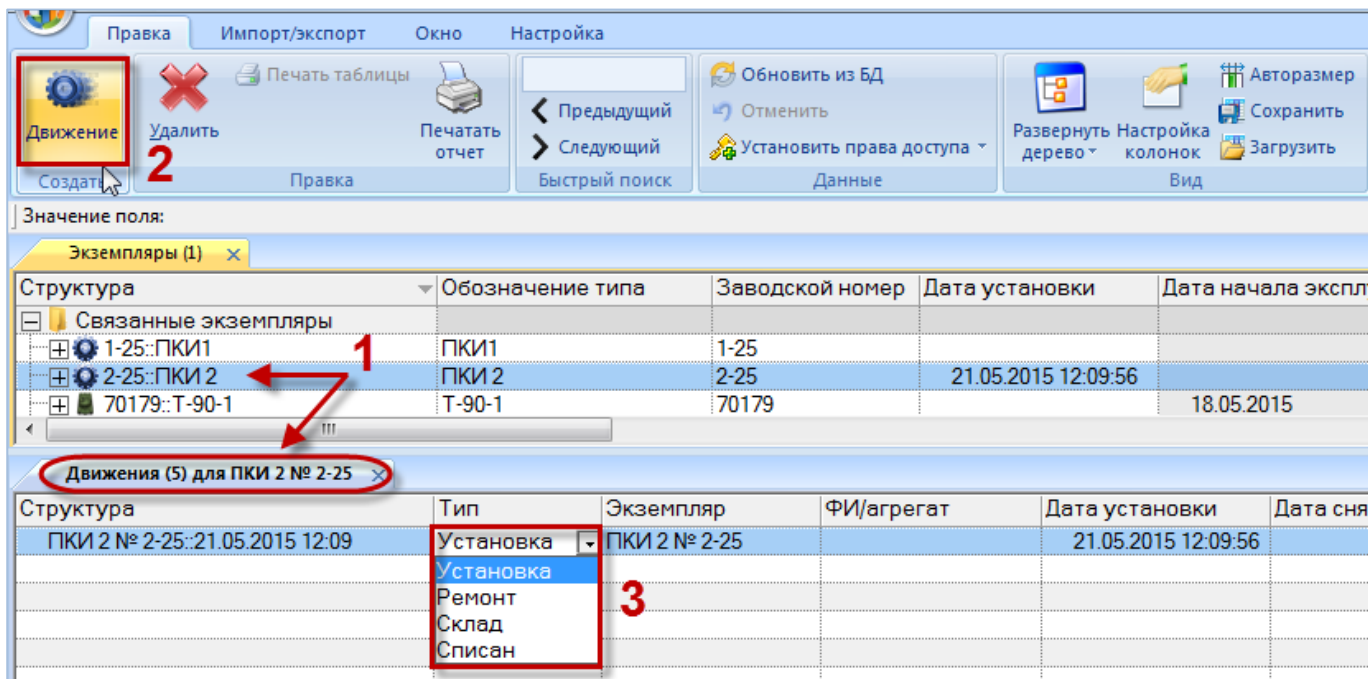 Правка Импорт/экспорт Окно Настройка
Движение
Создать
2
Удалить
Печать таблицы
Печатать отчет
Правка
Предыдущий
Следующий
Быстрый поиск
Обновить из БД
Отменить
Установить права доступа
Данные
Развернуть дерево
Настройка колонок
Авторазмер
Сохранить
Загрузить
Вид
Значение поля:
Экземпляры (1)
Структура Обозначение типа Заводской номер Дата установки Дата начала экспл
Связанные экземпляры
1-25::ПКИ1 1 ПКИ1 1-25
2-25::ПКИ 2 ПКИ 2 2-25 21.05.2015 12:09:56
70179::Т-90-1 Т-90-1 70179 18.05.2015
Движения (5) для ПКИ 2 № 2-25
Структура Тип Экземпляр ФИ/агрегат Дата установки Дата сня
ПКИ 2 № 2-25::21.05.2015 12:09 Установка ПКИ 2 № 2-25 21.05.2015 12:09:56
Установка
Ремонт 3
Склад
Списан